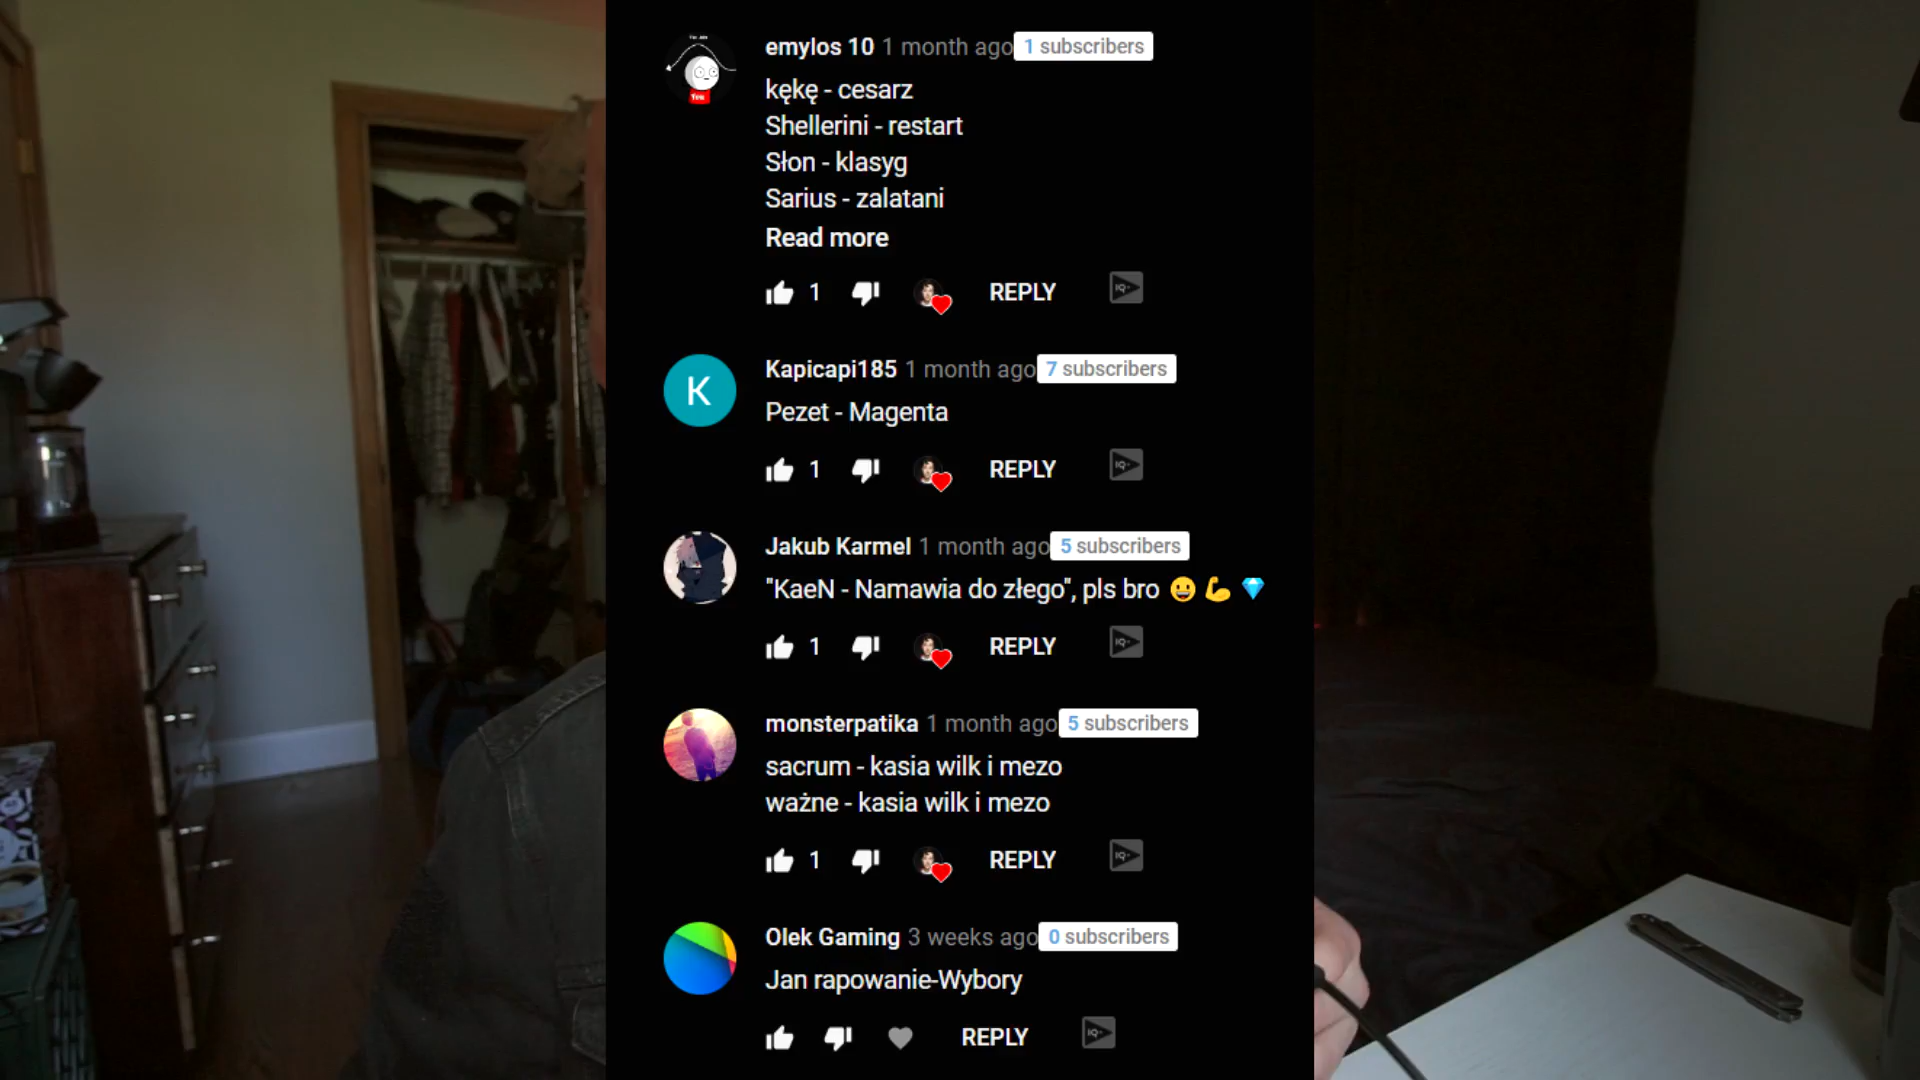 emylos 10 1 month ago 1 subscribers
kękę - cesarz
Shellerini - restart
Słon - klasyg
Sarius - zalatani
Read more
1 REPLY
Kapicapi185 1 month ago 7 subscribers
K
Pezet - Magenta
1 REPLY
Jakub Karmel 1 month ago 5 subscribers
"KaeN - Namawia do złego", pls bro 😀 💪 💎
1 REPLY
monsterpatika 1 month ago 5 subscribers
sacrum - kasia wilk i mezo
ważne - kasia wilk i mezo
1 REPLY
Olek Gaming 3 weeks ago 0 subscribers
Jan rapowanie-Wybory
REPLY